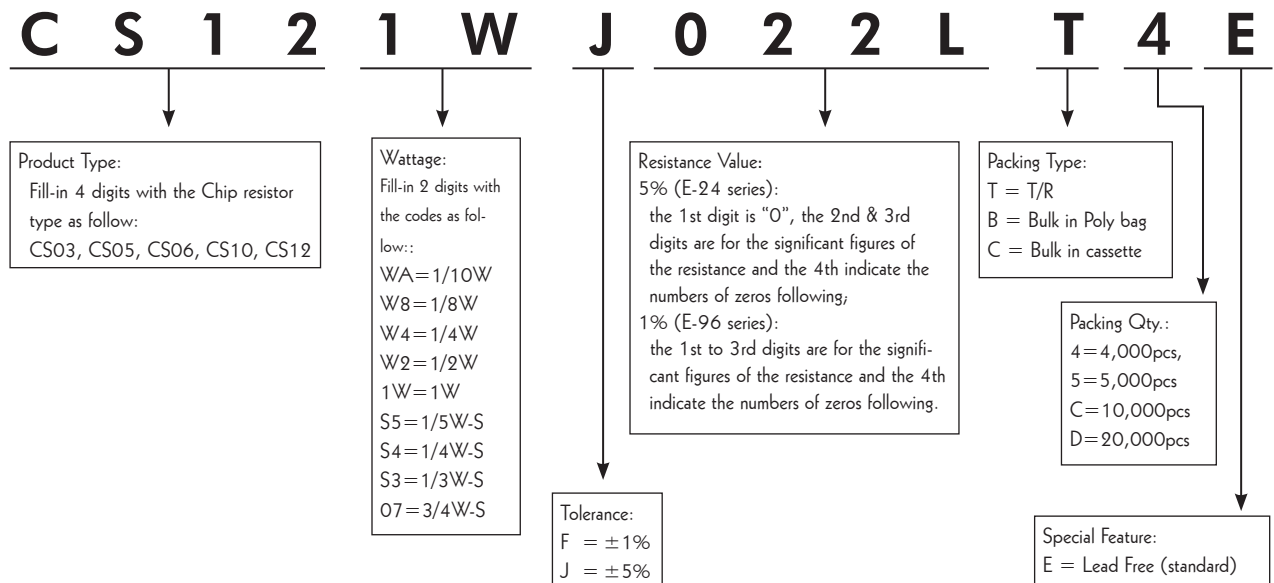 C S 1 2 1 W J 0 2 2 L T 4 E
Product Type:
Fill-in 4 digits with the Chip resistor
type as follow:
CS03, CS05, CS06, CS10, CS12
Wattage:
Fill-in 2 digits with
the codes as fol-
low::
WA=1/10W
W8=1/8W
W4=1/4W
W2=1/2W
1W=1W
S5=1/5W-S
S4=1/4W-S
S3=1/3W-S
07=3/4W-S
Tolerance:
F = ±1%
J = ±5%
Resistance Value:
5% (E-24 series):
the 1st digit is "0", the 2nd & 3rd
digits are for the significant figures of
the resistance and the 4th indicate the
numbers of zeros following;
1% (E-96 series):
the 1st to 3rd digits are for the signifi-
cant figures of the resistance and the 4th
indicate the numbers of zeros following.
Packing Type:
T = T/R
B = Bulk in Poly bag
C = Bulk in cassette
Packing Qty.:
4=4,000pcs,
5=5,000pcs
C=10,000pcs
D=20,000pcs
Special Feature:
E = Lead Free (standard)